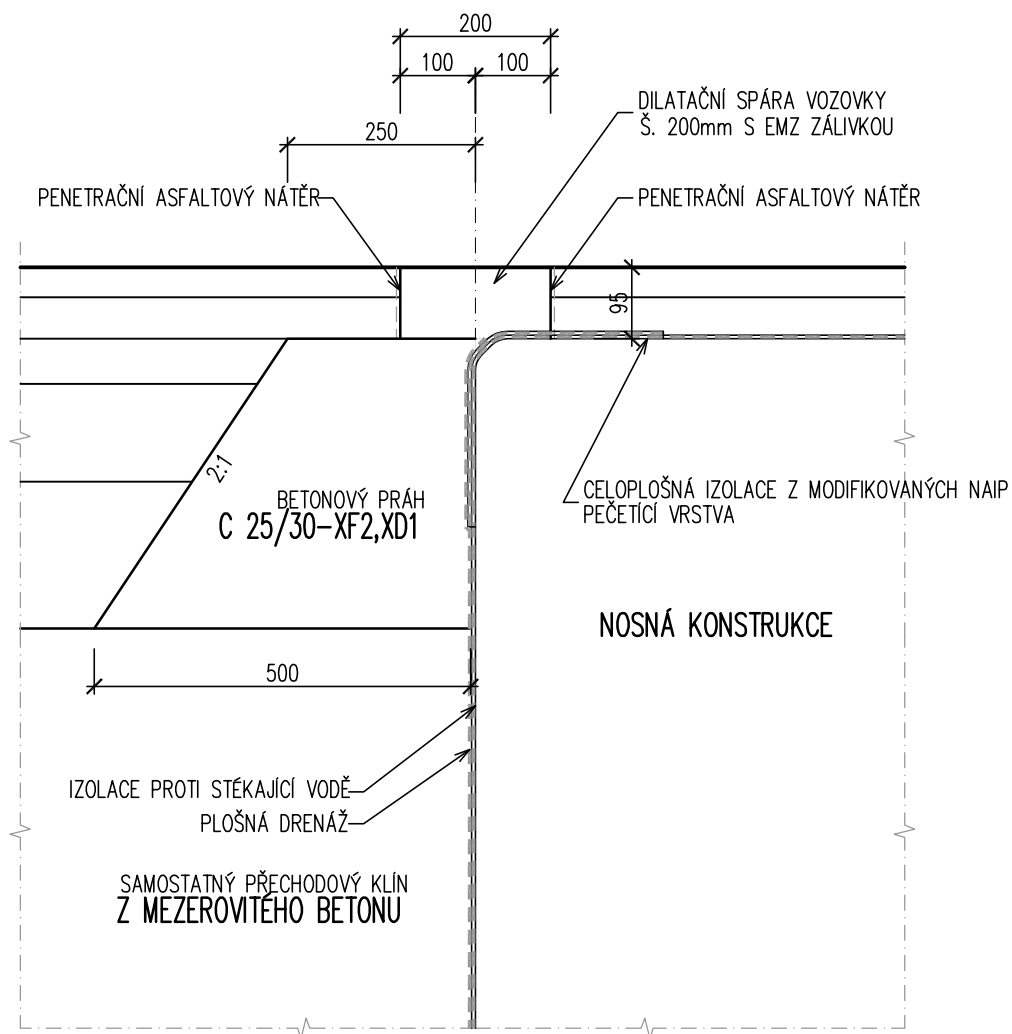 200
100
100
DILATAČNÍ SPÁRA VOZOVKY
Š. 200mm S EMZ ZÁLIVKOU
250
PENETRAČNÍ ASFALTOVÝ NÁTĚR
PENETRAČNÍ ASFALTOVÝ NÁTĚR
95
2:1
BETONOVÝ PRÁH
C 25/30-XF2,XD1
CELOPLOŠNÁ IZOLACE Z MODIFIKOVANÝCH NAIP
PEČETÍCÍ VRSTVA
NOSNÁ KONSTRUKCE
500
IZOLACE PROTI STÉKAJÍCÍ VODĚ
PLOŠNÁ DRENÁŽ
SAMOSTATNÝ PŘECHODOVÝ KLÍN
Z MEZEROVITÉHO BETONU